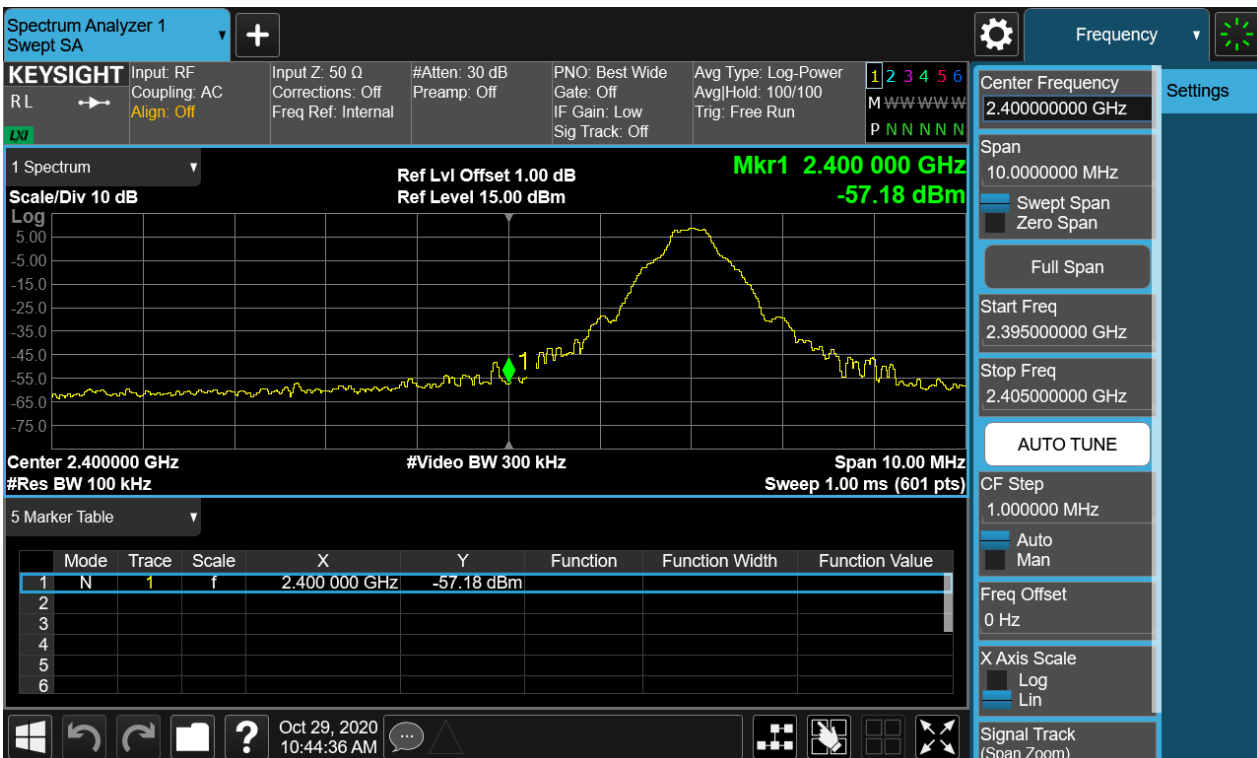 Spectrum Analyzer 1
Swept SA
+
Frequency
KEYSIGHT
R L
LXI
Input: RF
Coupling: AC
Align: Off
Input Z: 50 Ω
Corrections: Off
Freq Ref: Internal
#Atten: 30 dB
Preamp: Off
PNO: Best Wide
Gate: Off
IF Gain: Low
Sig Track: Off
Avg Type: Log-Power
Avg|Hold: 100/100
Trig: Free Run
1 2 3 4 5 6
M W W W W W
P N N N N N
1 Spectrum
Scale/Div 10 dB
Ref Lvl Offset 1.00 dB
Ref Level 15.00 dBm
Mkr1 2.400 000 GHz
-57.18 dBm
Log
5.00
-5.00
-15.0
-25.0
-35.0
-45.0
-55.0
-65.0
-75.0
1
Center 2.400000 GHz
#Res BW 100 kHz
#Video BW 300 kHz
Span 10.00 MHz
Sweep 1.00 ms (601 pts)
5 Marker Table
Mode Trace Scale X Y Function Function Width Function Value
1 N 1 f 2.400 000 GHz -57.18 dBm
2
3
4
5
6
?
Oct 29, 2020
10:44:36 AM
Center Frequency
2.400000000 GHz
Span
10.0000000 MHz
Swept Span
Zero Span
Full Span
Start Freq
2.395000000 GHz
Stop Freq
2.405000000 GHz
AUTO TUNE
CF Step
1.000000 MHz
Auto
Man
Freq Offset
0 Hz
X Axis Scale
Log
Lin
Signal Track
(Span Zoom)
Settings